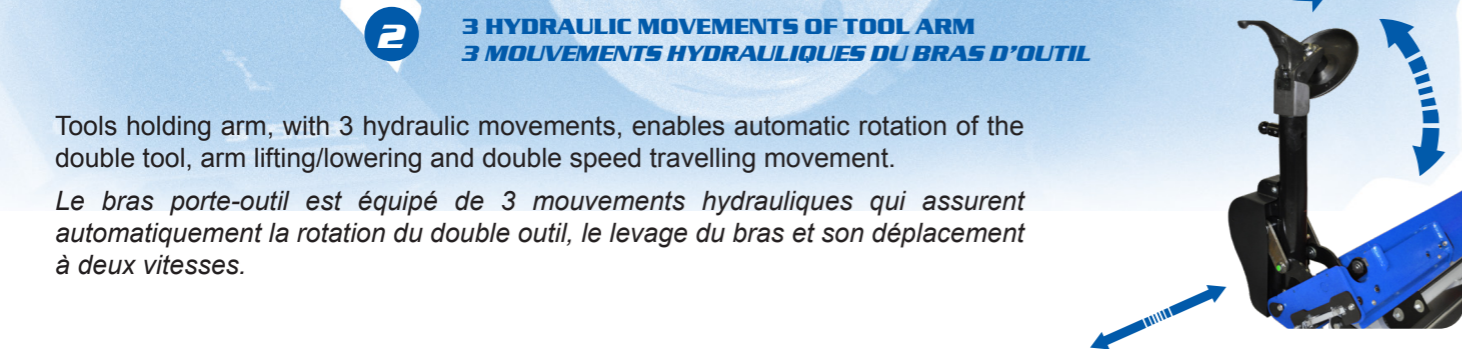 2
3 HYDRAULIC MOVEMENTS OF TOOL ARM
3 MOUVEMENTS HYDRAULIQUES DU BRAS D'OUTIL
Tools holding arm, with 3 hydraulic movements, enables automatic rotation of the
double tool, arm lifting/lowering and double speed travelling movement.
Le bras porte-outil est équipé de 3 mouvements hydrauliques qui assurent
automatiquement la rotation du double outil, le levage du bras et son déplacement
à deux vitesses.